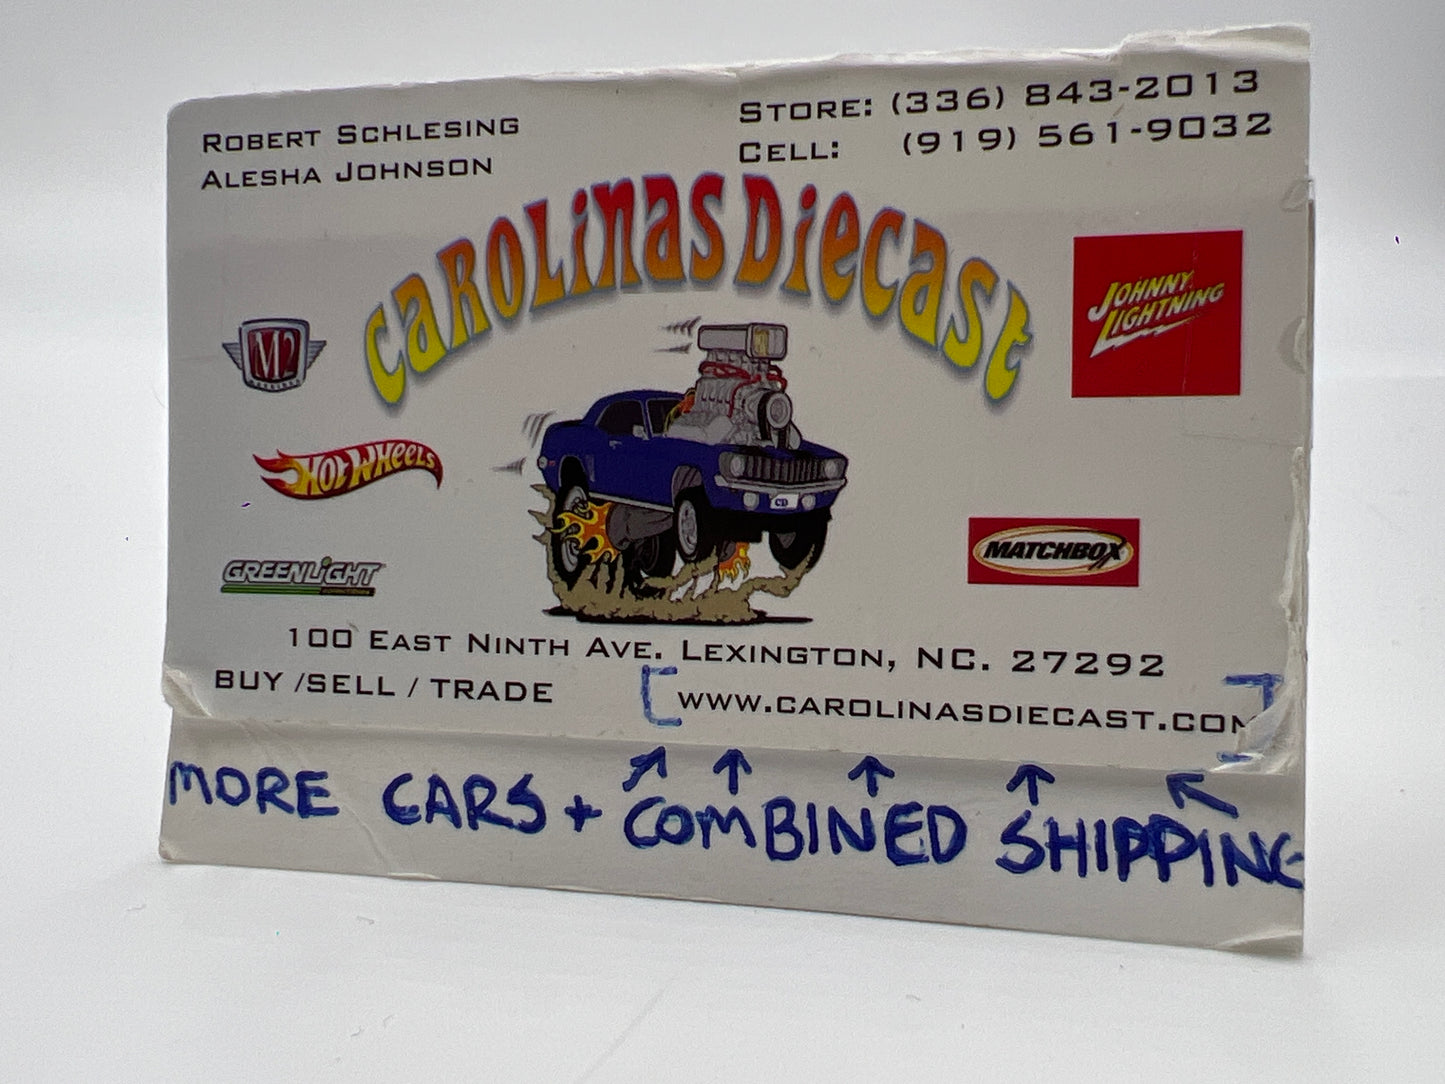 ROBERT SCHLESING
ALESHA JOHNSON
STORE: (336) 843-2013
CELL: (919) 561-9032
CAROLINAS DIECAST
M2
MACHINES
JOHNNY
LIGHTNING
HOT WHEELS
GREENLIGHT
MATCHBOX
CD
100 EAST NINTH AVE. LEXINGTON, NC. 27292
BUY /SELL / TRADE
[WWW.CAROLINASDIECAST.COM]
MORE CARS + COMBINED SHIPPING